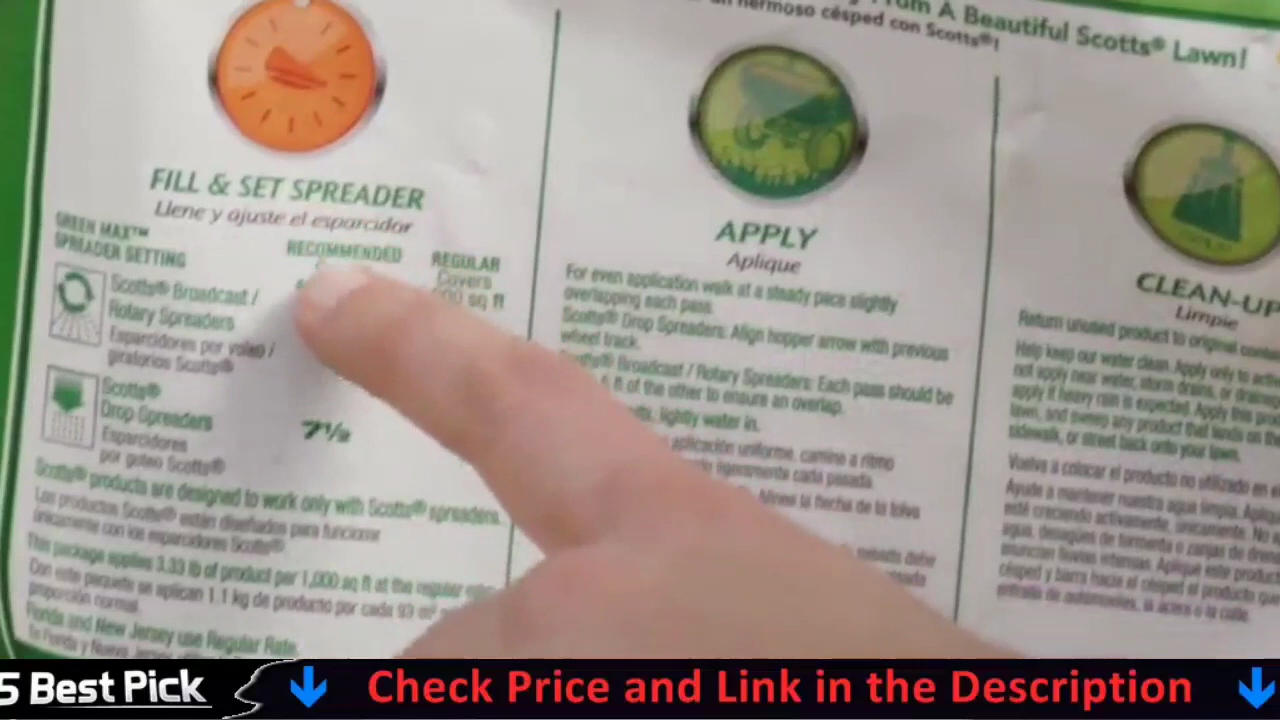 From A Beautiful Scotts® Lawn!
hermoso césped con Scotts®!
FILL & SET SPREADER
Llene y ajuste el esparcidor
GREEN MAX™
SPREADER SETTING
RECOMMENDED
REGULAR
Covers
00 sq ft
Scotts® Broadcast /
Rotary Spreaders
Esparcidores por voleo /
giratorios Scotts®
Scotts®
Drop Spreaders
7½
Esparcidores
por goteo Scotts®
Scotts® products are designed to work only with Scotts® spreaders.
Los productos Scotts® están diseñados para funcionar
únicamente con los esparcidores Scotts®
This package applies 3.33 lb of product per 1,000 sq ft at the regular
Con este paquete se aplican 1.1 kg de producto por cada 93 m²
proporción normal.
Florida and New Jersey use Regular Rate.
APPLY
Aplique
For even application walk at a steady pace slightly
overlapping each pass.
Scotts® Drop Spreaders: Align hopper arrow with previous
wheel track.
Scotts® Broadcast / Rotary Spreaders: Each pass should be
ft of the other to ensure an overlap.
lightly water in.
aplicación uniforme, camine a ritmo
ligeramente cada pasada.
Alinee la flecha de la tolva
debe
CLEAN-UP
Limpie
Return unused product to original
Help keep our water clean. Apply only to
not apply near water, storm drains, or
apply if heavy rain is expected. Apply this
lawn, and sweep any product that lands on the
sidewalk, or street back onto your lawn.
Vuelva a colocar el producto no utilizado en
Ayude a mantener nuestra agua limpia.
esté creciendo activamente, únicamente. No
agua, desagües de tormenta o zanjas de
anuncian lluvias intensas. Aplique este
césped y barra hacia el césped el producto que
entrada de automóviles, la acera o la calle.
5 Best Pick
Check Price and Link in the Description